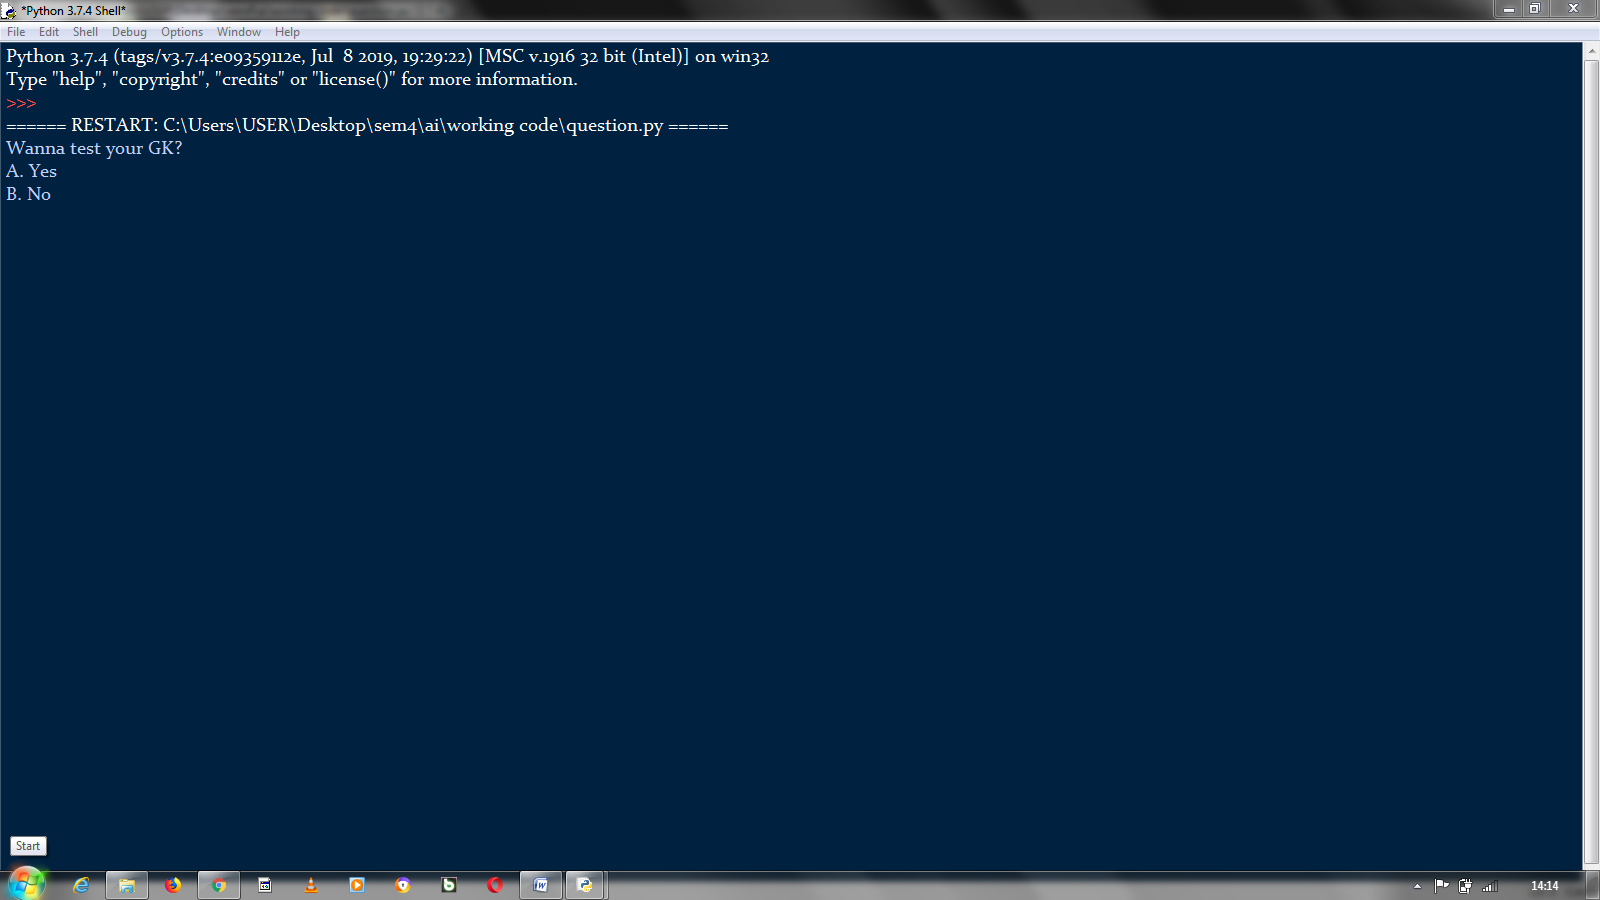 *Python 3.7.4 Shell*
File Edit Shell Debug Options Window Help
Python 3.7.4 (tags/v3.7.4:e09359112e, Jul  8 2019, 19:29:22) [MSC v.1916 32 bit (Intel)] on win32
Type "help", "copyright", "credits" or "license()" for more information.
>>>
====== RESTART: C:\Users\USER\Desktop\sem4\ai\working code\question.py ======
Wanna test your GK?
A. Yes
B. No
Start
14:14